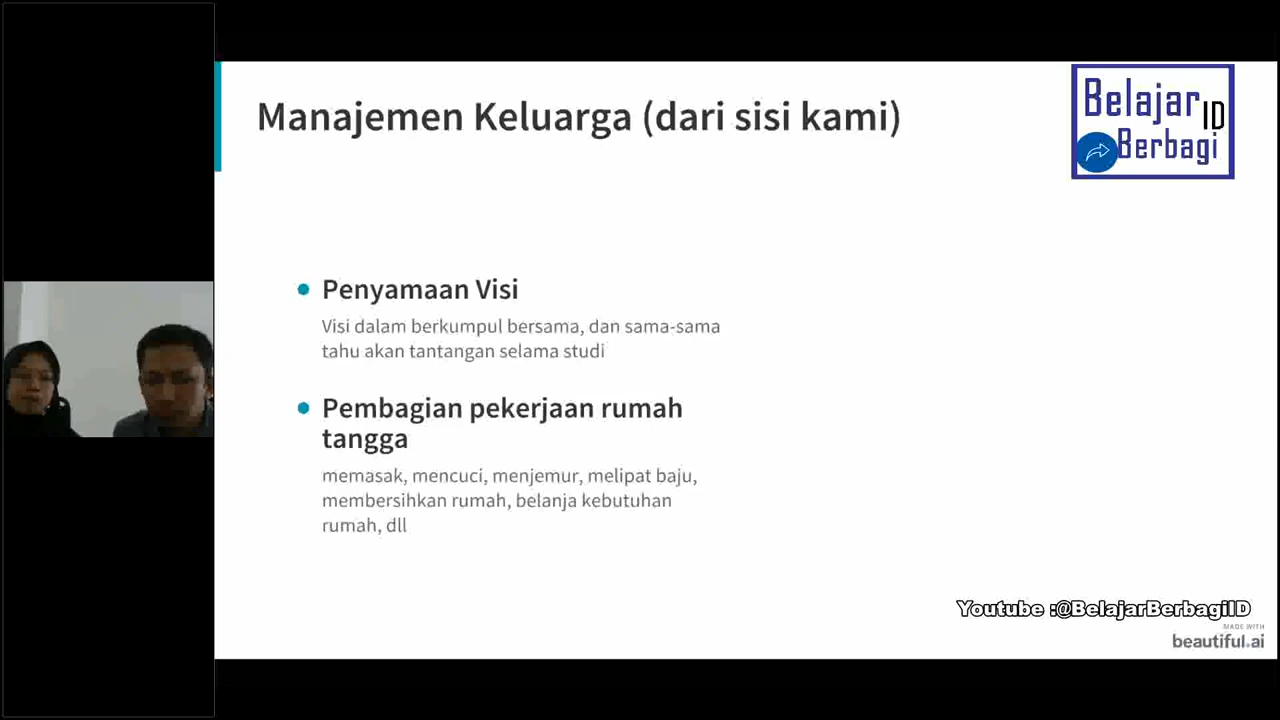 Manajemen Keluarga (dari sisi kami)
Belajar ID
Berbagi
Penyamaan Visi
Visi dalam berkumpul bersama, dan sama-sama
tahu akan tantangan selama studi
Pembagian pekerjaan rumah
tangga
memasak, mencuci, menjemur, melipat baju,
membersihkan rumah, belanja kebutuhan
rumah, dll
Youtube :@BelajarBerbagiID
MADE WITH
beautiful.ai